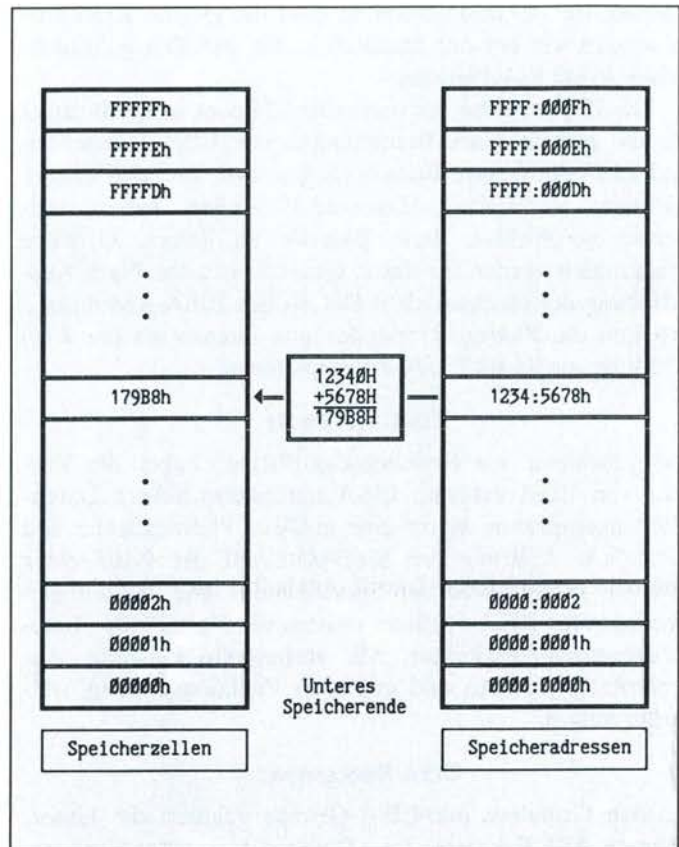 FFFFFh FFFF:000Fh
FFFFEh FFFF:000Eh
FFFFDh FFFF:000Dh
12340H
+5678H
179B8h 179B8H 1234:5678h
00002h 0000:0002
00001h 0000:0001h
00000h Unteres 0000:0000h
Speicherende
Speicherzellen Speicheradressen